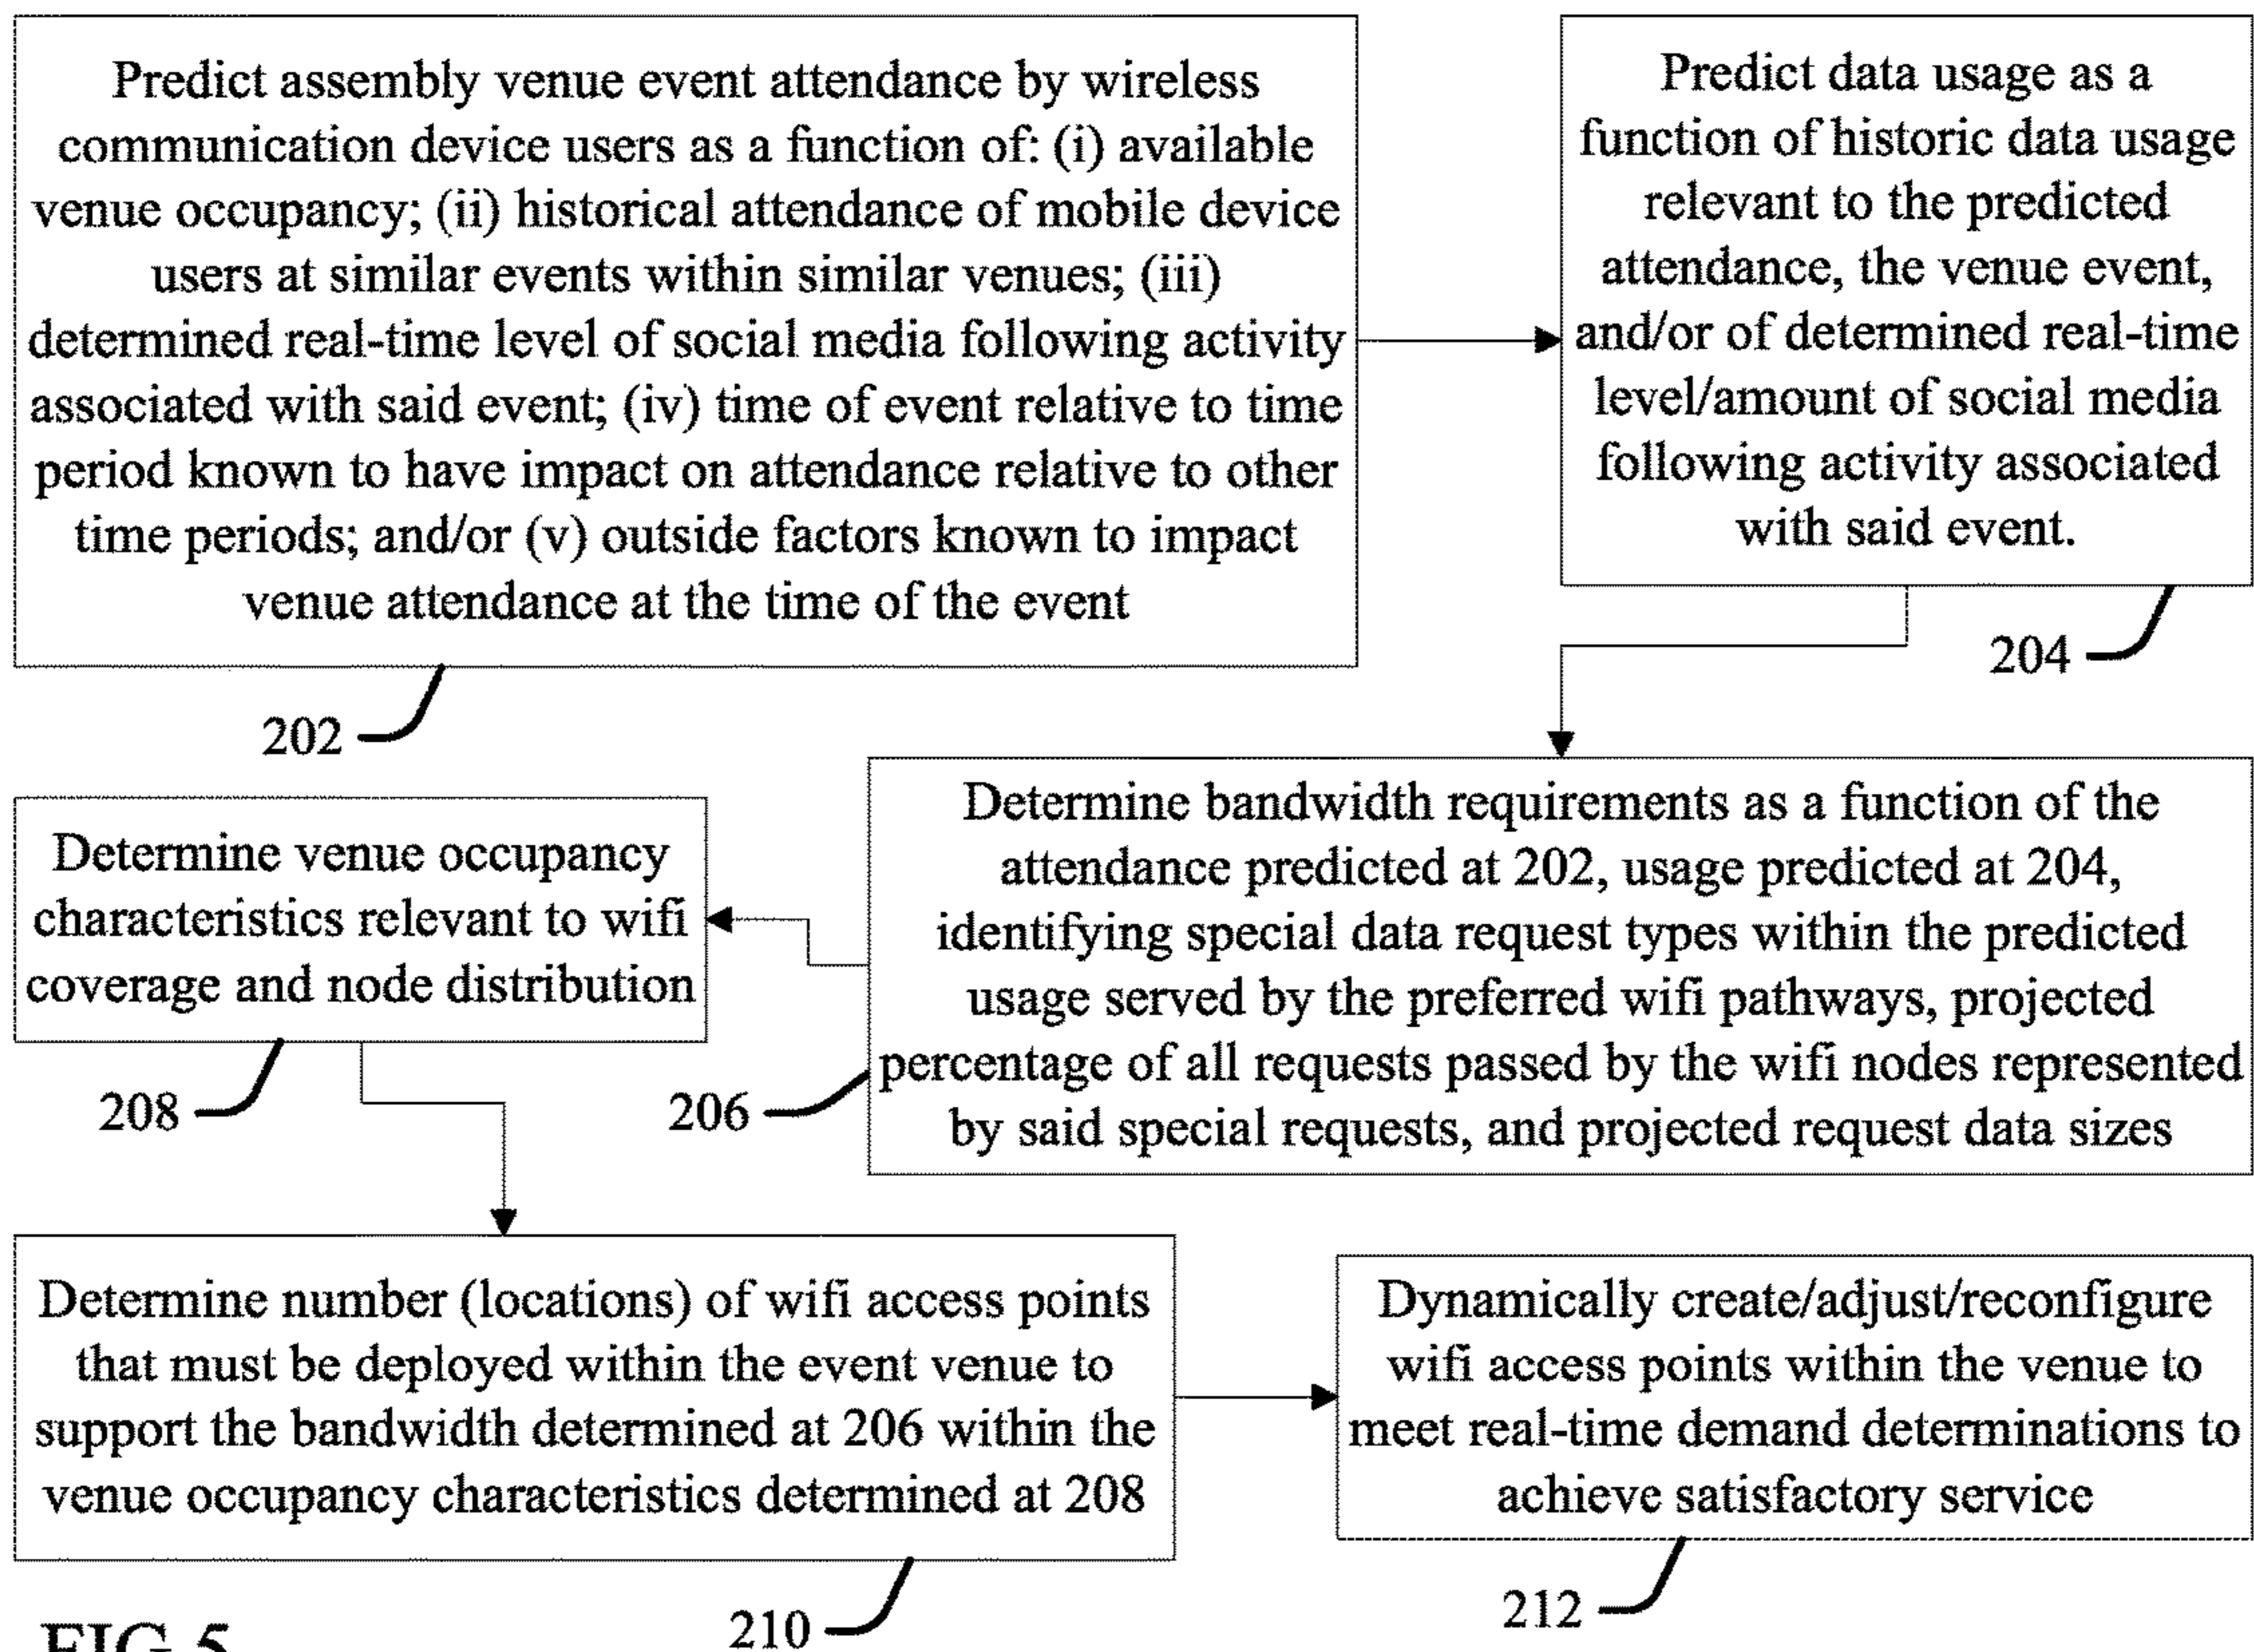 Predict assembly venue event attendance by wireless
communication device users as a function of: (i) available
venue occupancy; (ii) historical attendance of mobile device
users at similar events within similar venues; (iii)
determined real-time level of social media following activity
associated with said event; (iv) time of event relative to time
period known to have impact on attendance relative to other
time periods; and/or (v) outside factors known to impact
venue attendance at the time of the event
202
Predict data usage as a
function of historic data usage
relevant to the predicted
attendance, the venue event,
and/or of determined real-time
level/amount of social media
following activity associated
with said event.
204
Determine bandwidth requirements as a function of the
attendance predicted at 202, usage predicted at 204,
identifying special data request types within the predicted
usage served by the preferred wifi pathways, projected
percentage of all requests passed by the wifi nodes represented
by said special requests, and projected request data sizes
206
Determine venue occupancy
characteristics relevant to wifi
coverage and node distribution
208
Determine number (locations) of wifi access points
that must be deployed within the event venue to
support the bandwidth determined at 206 within the
venue occupancy characteristics determined at 208
210
Dynamically create/adjust/reconfigure
wifi access points within the venue to
meet real-time demand determinations to
achieve satisfactory service
212
FIG 5